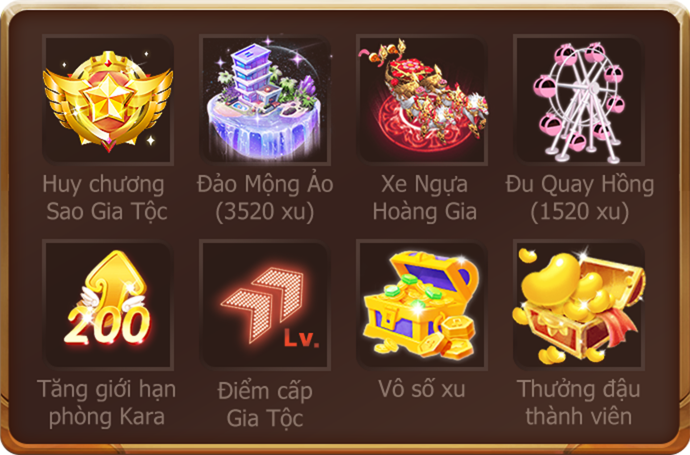 Huy chương
Sao Gia Tộc
Đảo Mộng Ảo
(3520 xu)
Xe Ngựa
Hoàng Gia
Đu Quay Hồng
(1520 xu)
200
Lv.
Tăng giới hạn
phòng Kara
Điểm cấp
Gia Tộc
Vô số xu
Thưởng đậu
thành viên